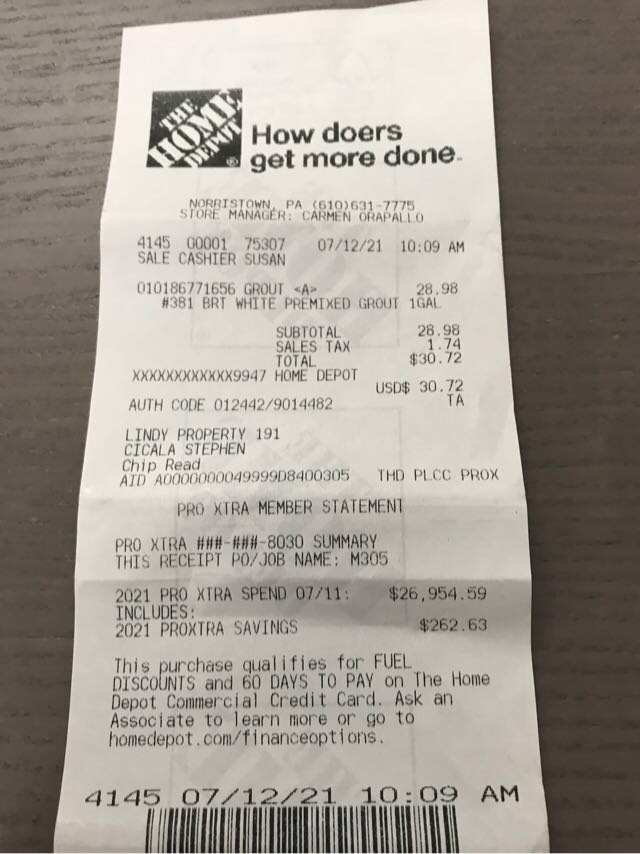 THE
HOME
DEPOT
®
How doers
get more done™
NORRISTOWN, PA (610)631-7775
STORE MANAGER: CARMEN ORAPALLO
4145 00001 75307 07/12/21 10:09 AM
SALE CASHIER SUSAN
010186771656 GROUT <A> 28.98
#381 BRT WHITE PREMIXED GROUT 1GAL
SUBTOTAL 28.98
SALES TAX 1.74
TOTAL $30.72
XXXXXXXXXXXX9947 HOME DEPOT
USD$ 30.72
AUTH CODE 012442/9014482 TA
LINDY PROPERTY 191
CICALA STEPHEN
Chip Read
AID A0000000049999D8400305 THD PLCC PROX
PRO XTRA MEMBER STATEMENT
PRO XTRA ###-###-8030 SUMMARY
THIS RECEIPT PO/JOB NAME: M305
2021 PRO XTRA SPEND 07/11: $26,954.59
INCLUDES:
2021 PROXTRA SAVINGS $262.63
This purchase qualifies for FUEL
DISCOUNTS and 60 DAYS TO PAY on The Home
Depot Commercial Credit Card. Ask an
Associate to learn more or go to
homedepot.com/financeoptions.
4145 07/12/21 10:09 AM